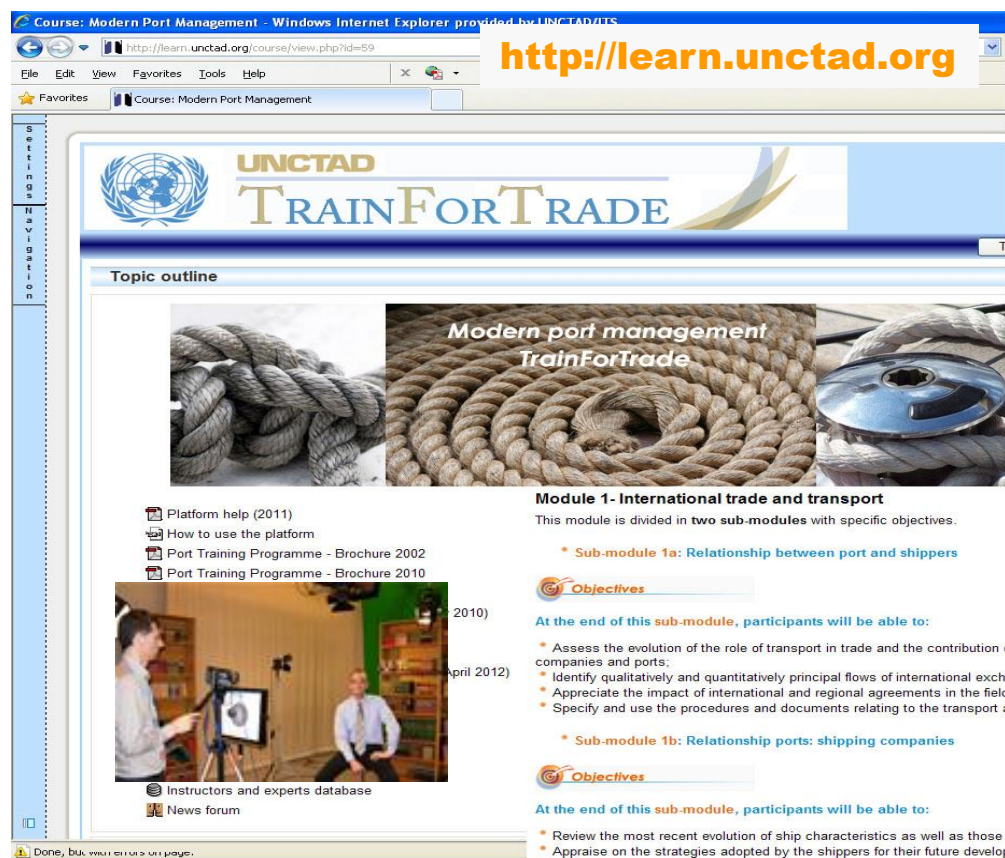 Course: Modern Port Management - Windows Internet Explorer provided by UNCTAD/ITS
http://learn.unctad.org/course/view.php?id=59
http://learn.unctad.org
File Edit View Favorites Tools Help
Favorites
Course: Modern Port Management
Settings
Navigation
UNCTAD
TRAINFORTRADE
T
Topic outline
Modern port management
TrainForTrade
Platform help (2011)
How to use the platform
Port Training Programme - Brochure 2002
Port Training Programme - Brochure 2010
2010)
April 2012)
Instructors and experts database
News forum
Module 1- International trade and transport
This module is divided in two sub-modules with specific objectives.
* Sub-module 1a: Relationship between port and shippers
Objectives
At the end of this sub-module, participants will be able to:
* Assess the evolution of the role of transport in trade and the contribution
companies and ports;
* Identify qualitatively and quantitatively principal flows of international exch
* Appreciate the impact of international and regional agreements in the fiel
* Specify and use the procedures and documents relating to the transport a
* Sub-module 1b: Relationship ports: shipping companies
Objectives
At the end of this sub-module, participants will be able to:
* Review the most recent evolution of ship characteristics as well as those
* Appraise on the strategies adopted by the shippers for their future develop
Done, but with errors on page.